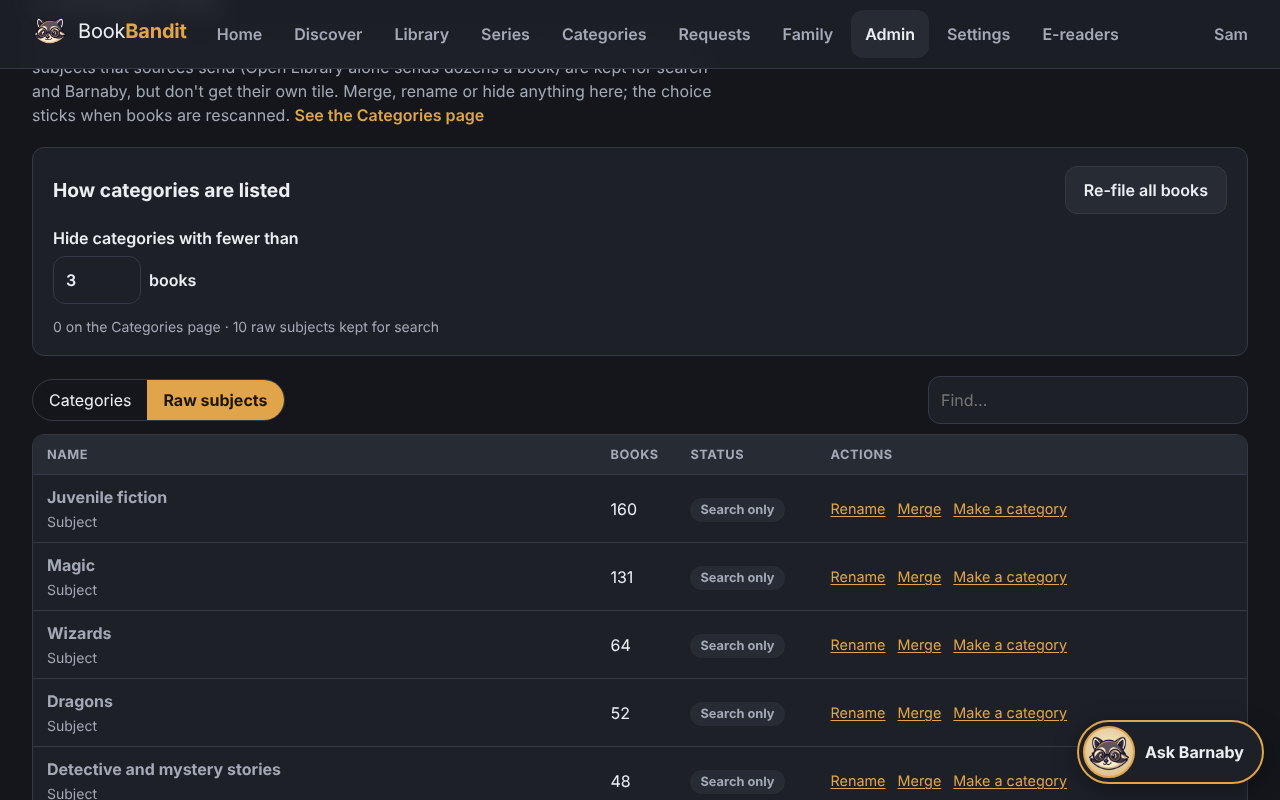 BookBandit
Home Discover Library Series Categories Requests Family Admin Settings E-readers Sam
subjects that sources send (Open Library alone sends dozens a book) are kept for search
and Barnaby, but don't get their own tile. Merge, rename or hide anything here; the choice
sticks when books are rescanned. See the Categories page
How categories are listed
Re-file all books
Hide categories with fewer than
3 books
0 on the Categories page · 10 raw subjects kept for search
Categories Raw subjects
Find...
NAME BOOKS STATUS ACTIONS
Juvenile fiction
Subject
160 Search only Rename Merge Make a category
Magic
Subject
131 Search only Rename Merge Make a category
Wizards
Subject
64 Search only Rename Merge Make a category
Dragons
Subject
52 Search only Rename Merge Make a category
Detective and mystery stories
Subject
48 Search only Rename Merge Make a category
Ask Barnaby